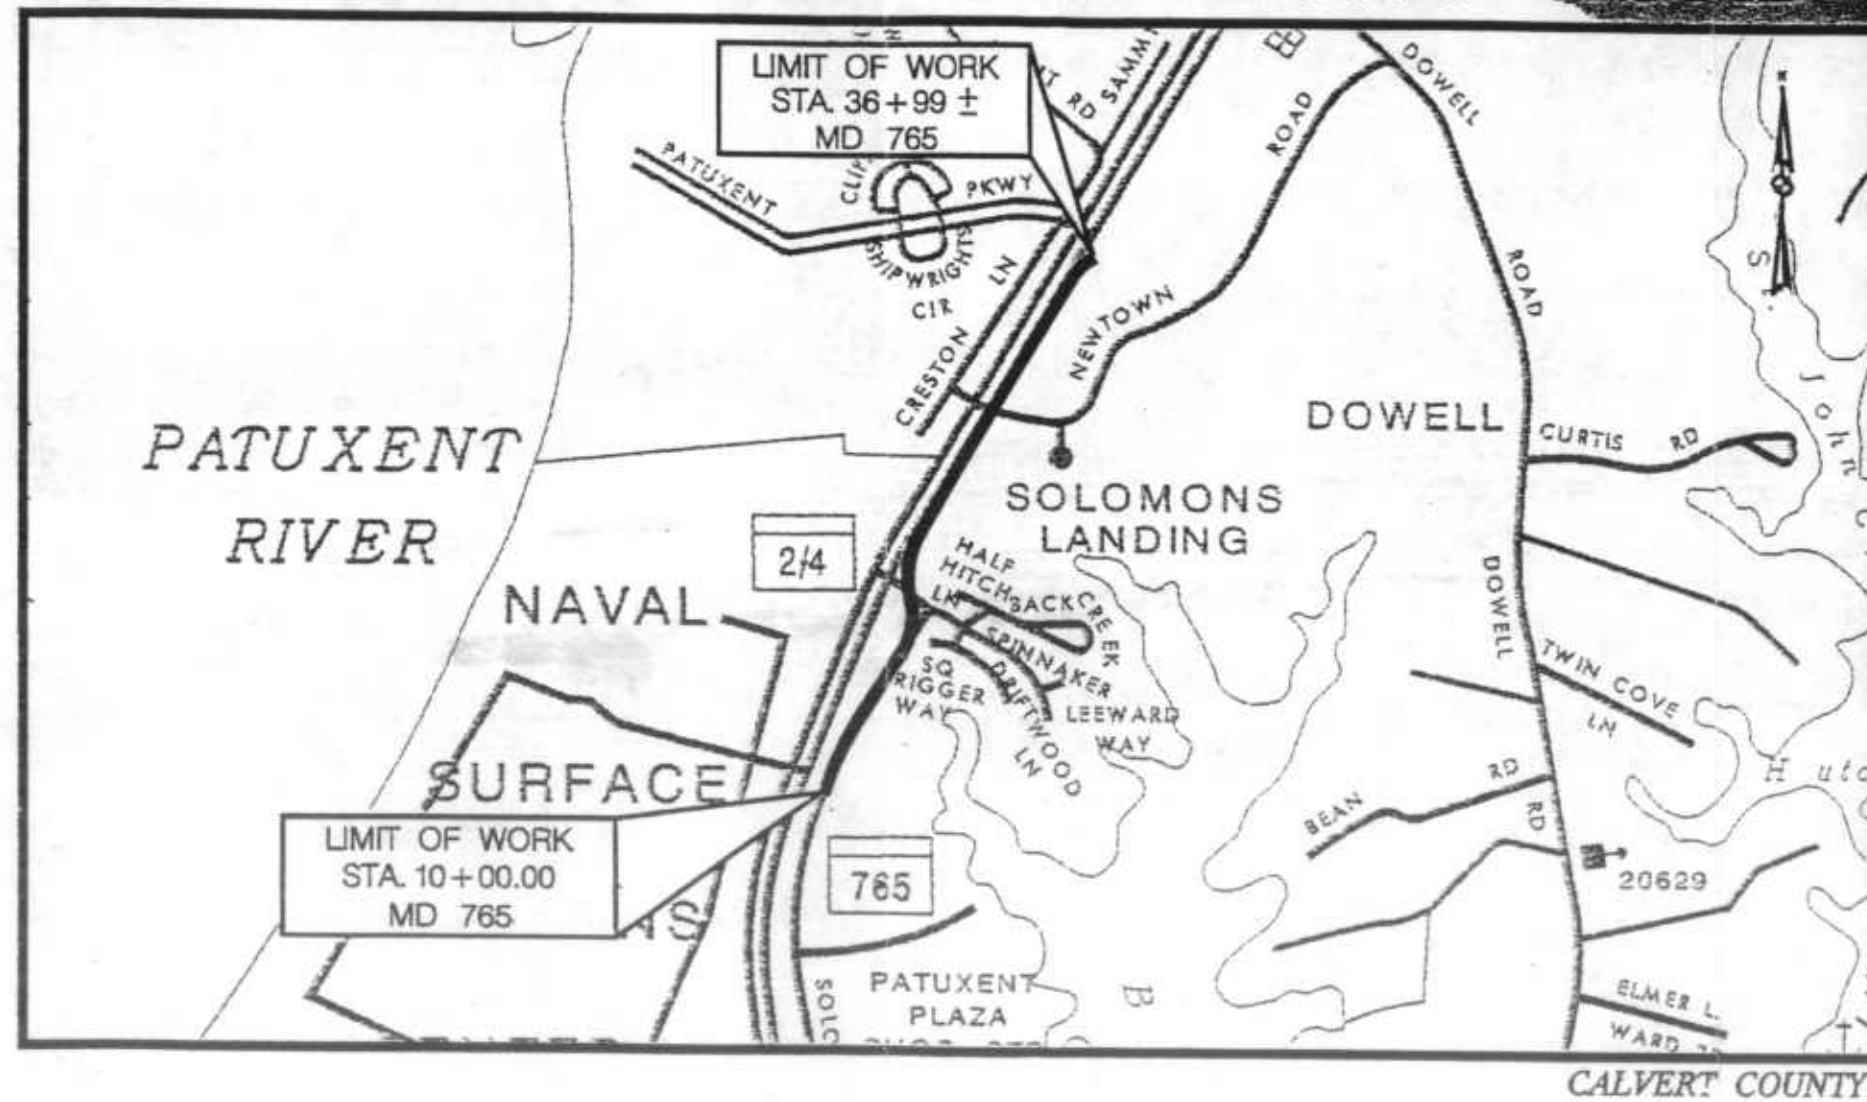 LIMIT OF WORK
STA. 36+99 ±
MD 765
RD
PATUXENT
PKWY
SHIPWRIGHTS
CIR
CRESTON LN
NEWTOWN ROAD
DOWELL
ROAD
S
t.
John
DOWELL
CURTIS RD
PATUXENT
RIVER
SOLOMONS
LANDING
2/4
NAVAL
HALF
HITCH
LN
BACK CREEK
SPINNAKER
SQ
RIGGER
WAY
DRIFTWOOD
LN
LEEWARD
WAY
DOWELL
RD
TWIN COVE
LN
SURFACE
BEAN RD
LIMIT OF WORK
STA. 10+00.00
MD 765
765
20629
PATUXENT
PLAZA
B
ELMER L.
WARD
CALVERT COUNTY